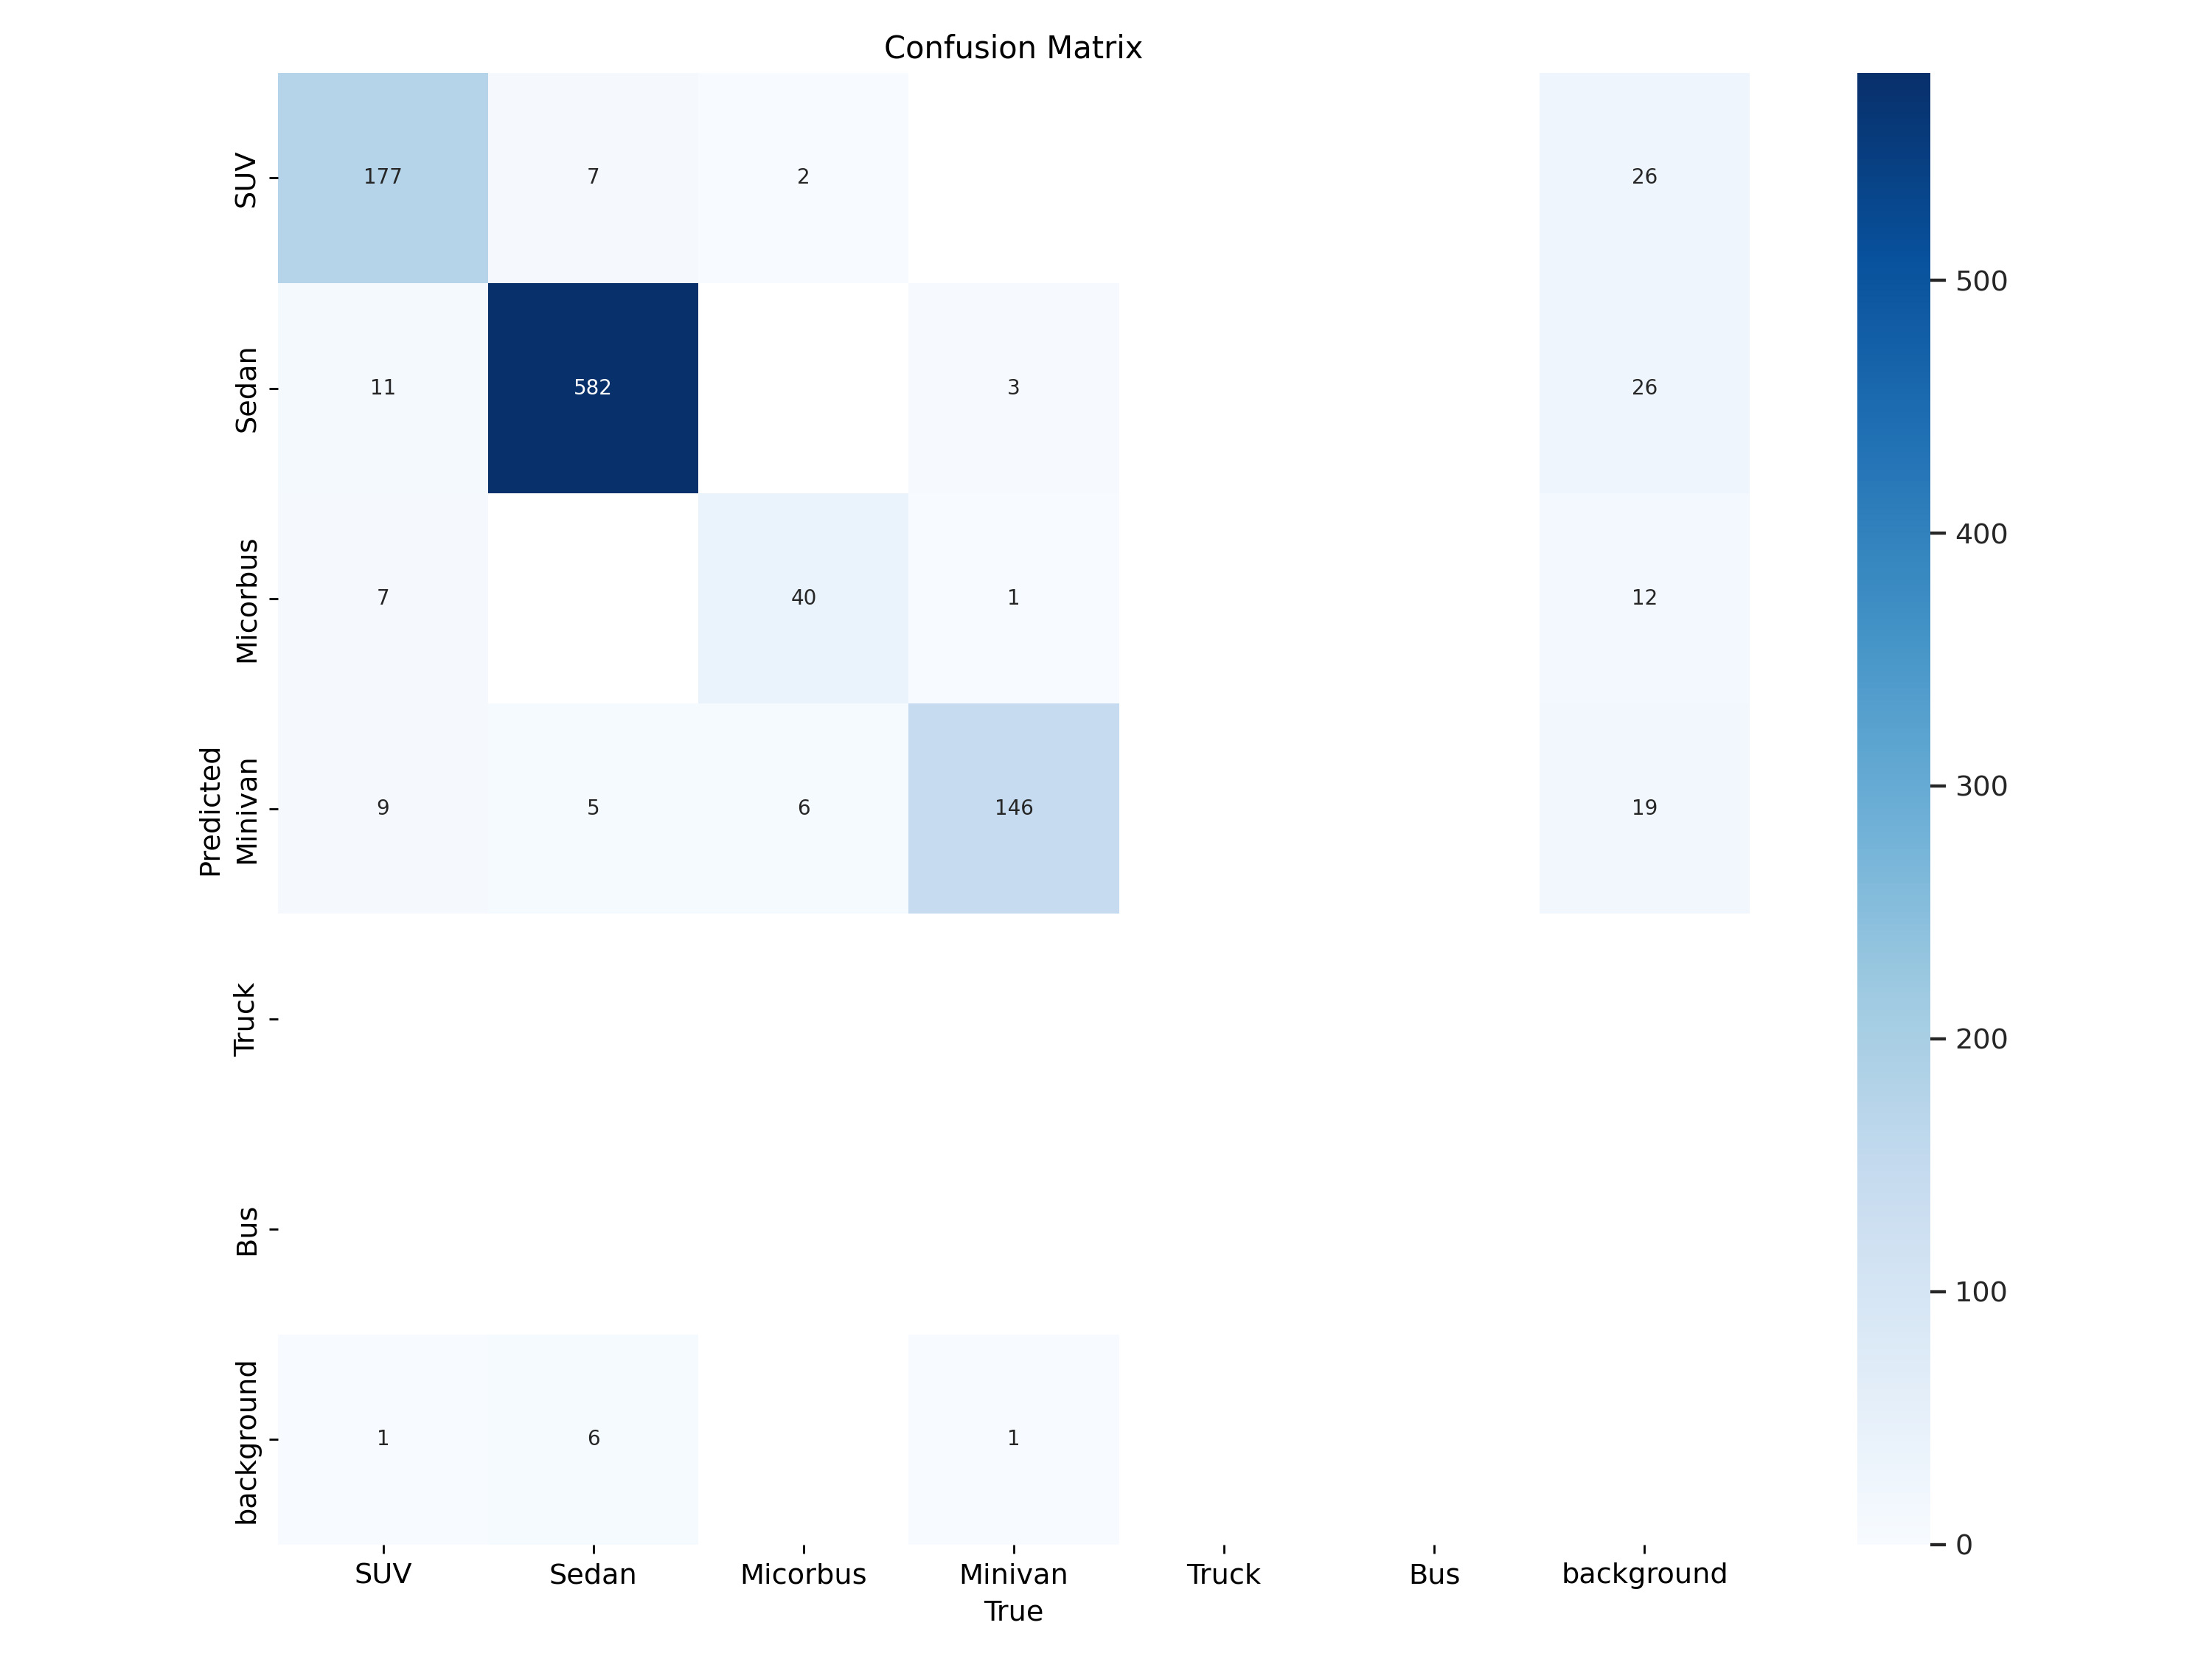 Confusion Matrix
SUV 177 7 2 26
500
Sedan 11 582 3 26
400
Micorbus 7 40 1 12
300
Predicted
Minivan 9 5 6 146 19
200
Truck
Bus
100
background 1 6 1
0
SUV Sedan Micorbus Minivan Truck Bus background
True